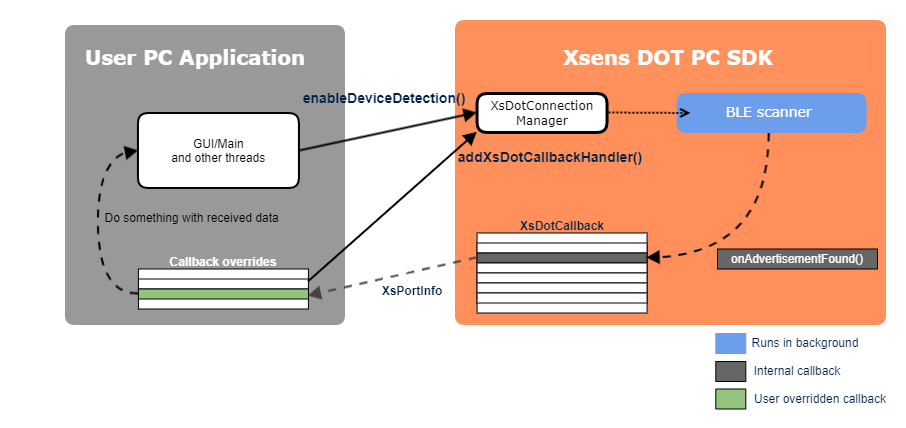 User PC Application
Xsens DOT PC SDK
enableDeviceDetection()
XsDotConnection
Manager
BLE scanner
GUI/Main
and other threads
addXsDotCallbackHandler()
Do something with received data
XsDotCallback
Callback overrides
onAdvertisementFound()
XsPortInfo
Runs in background
Internal callback
User overridden callback